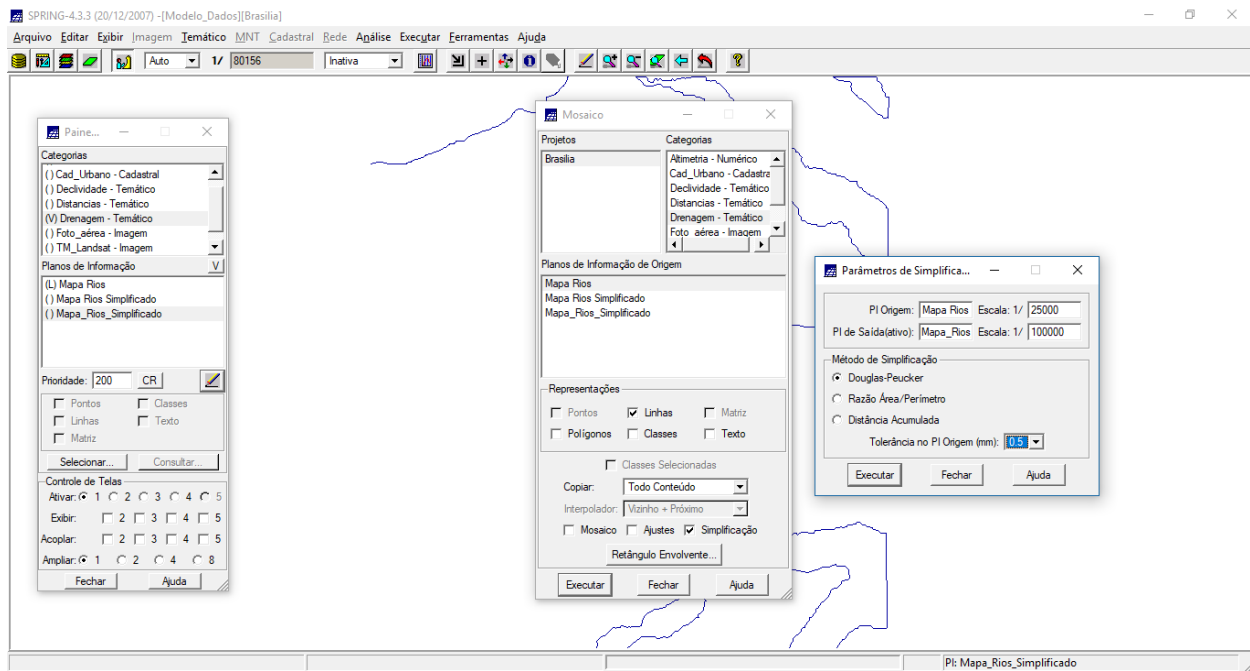 SPRING-4.3.3 (20/12/2007) -[Modelo_Dados][Brasilia]
Arquivo Editar Exibir Imagem Temático MNT Cadastral Rede Análise Executar Ferramentas Ajuda
Auto 1/ 80156 Inativa
Paine...
Categorias
( ) Cad_Urbano - Cadastral
( ) Declividade - Temático
( ) Distancias - Temático
(V) Drenagem - Temático
( ) Foto_aérea - Imagem
( ) TM_Landsat - Imagem
Planos de Informação V
(L) Mapa Rios
( ) Mapa Rios Simplificado
( ) Mapa_Rios_Simplificado
Prioridade: 200 CR
Pontos Classes
Linhas Texto
Matriz
Selecionar... Consultar...
Controle de Telas
Ativar: 1 2 3 4 5
Exibir: 2 3 4 5
Acoplar: 2 3 4 5
Ampliar: 1 2 4 8
Fechar Ajuda
Mosaico
Projetos Categorias
Brasilia
Altimetria - Numérico
Cad_Urbano - Cadastra
Declividade - Temático
Distancias - Temático
Drenagem - Temático
Foto_aérea - Imagem
Planos de Informação de Origem
Mapa Rios
Mapa Rios Simplificado
Mapa_Rios_Simplificado
Representações
Pontos Linhas Matriz
Polígonos Classes Texto
Classes Selecionadas
Copiar: Todo Conteúdo
Interpolador: Vizinho + Próximo
Mosaico Ajustes Simplificação
Retângulo Envolvente...
Executar Fechar Ajuda
Parâmetros de Simplifica...
PI Origem: Mapa Rios Escala: 1/ 25000
PI de Saída(ativo): Mapa_Rios Escala: 1/ 100000
Método de Simplificação
Douglas-Peucker
Razão Área/Perímetro
Distância Acumulada
Tolerância no PI Origem (mm): 0.5
Executar Fechar Ajuda
PI: Mapa_Rios_Simplificado